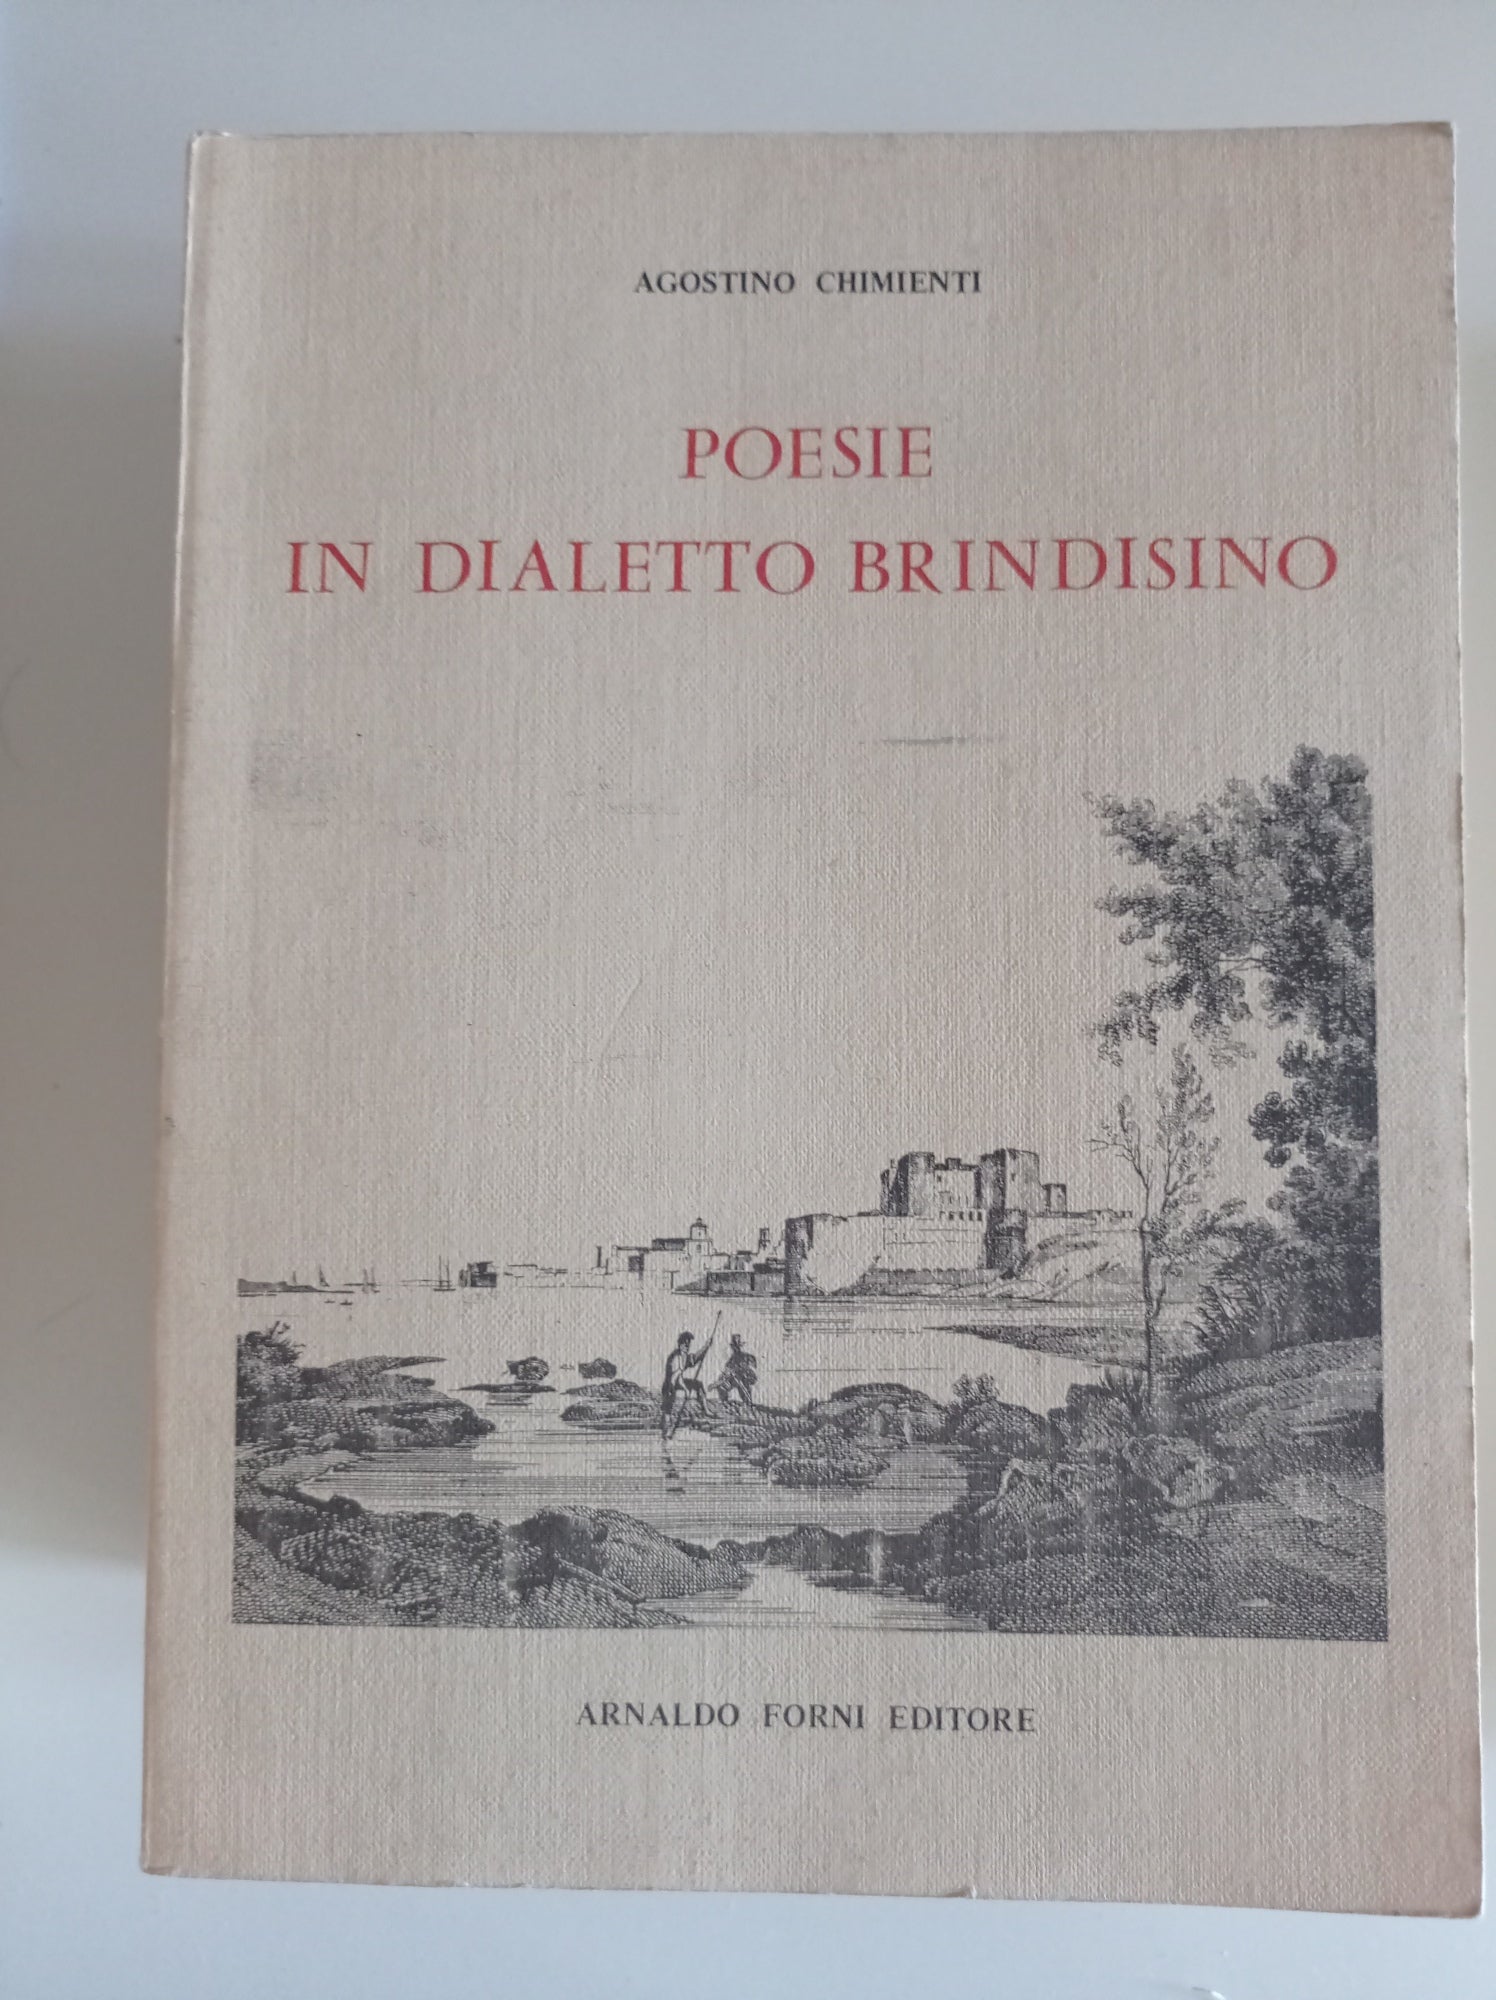 AGOSTINO CHIMIENTI
POESIE
IN DIALETTO BRINDISINO
ARNALDO FORNI EDITORE